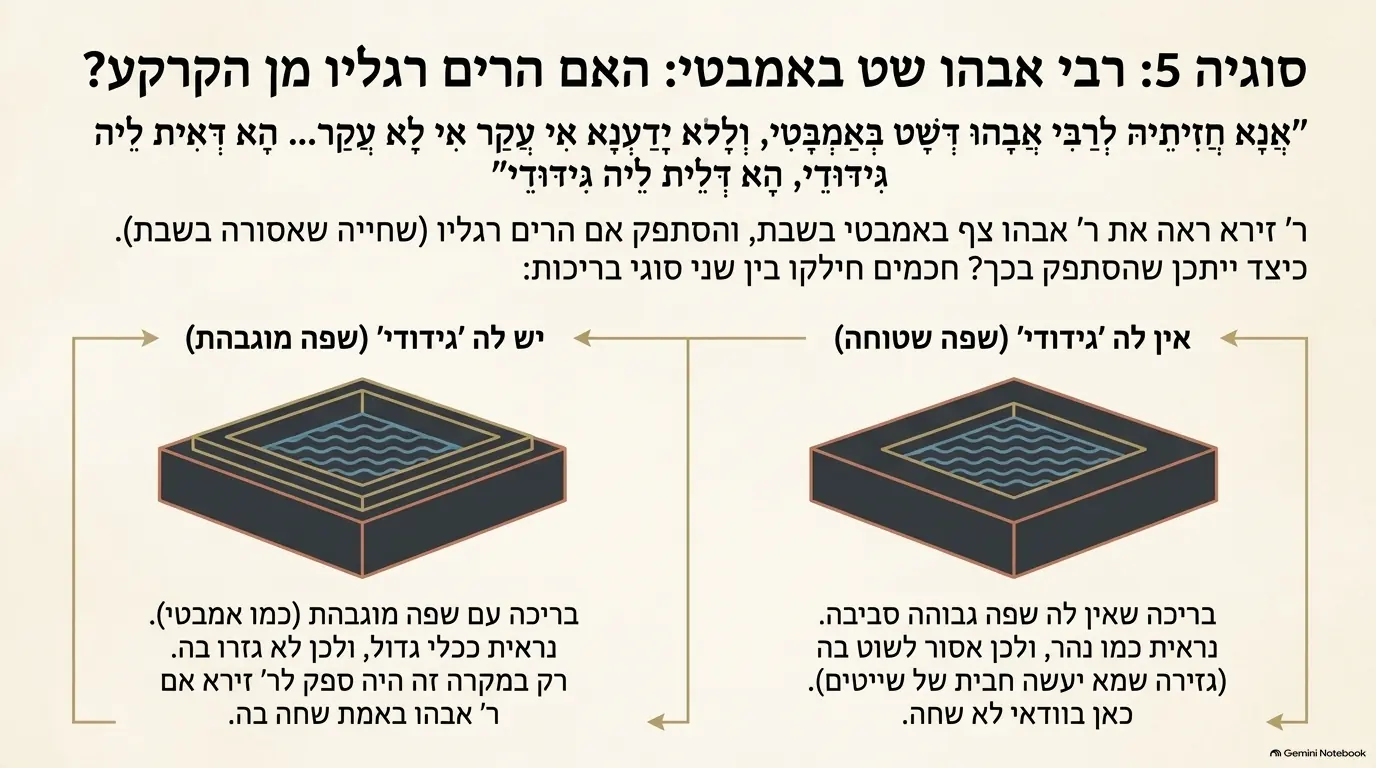 סוגיה 5: רבי אבהו שט באמבטי: האם הרים רגליו מן הקרקע?
"אֲנָא חֲזִיתֵיהּ לְרַבִּי אֲבָהוּ דְּשָׁט בְּאַמְבָּטִי, וְלָלא יָדַעְנָא אִי עֲקַר אִי לָא עֲקַר... הָא דְּאִית לֵיהּ
גִּידּוּדֵי, הָא דְּלֵית לֵיהּ גִּידּוּדֵי"
ר' זירא ראה את ר' אבהו צף באמבטי בשבת, והסתפק אם הרים רגליו (שחייה שאסורה בשבת).
כיצד ייתכן שהסתפק בכך? חכמים חילקו בין שני סוגי בריכות:
אין לה 'גידודי' (שפה שטוחה)
בריכה שאין לה שפה גבוהה סביבה.
נראית כמו נהר, ולכן אסור לשוט בה
(גזירה שמא יעשה חבית של שייטים).
כאן בוודאי לא שחה.
יש לה 'גידודי' (שפה מוגבהת)
בריכה עם שפה מוגבהת (כמו אמבטי).
נראית ככלי גדול, ולכן לא גזרו בה.
רק במקרה זה היה ספק לר' זירא אם
ר' אבהו באמת שחה בה.
Gemini Notebook